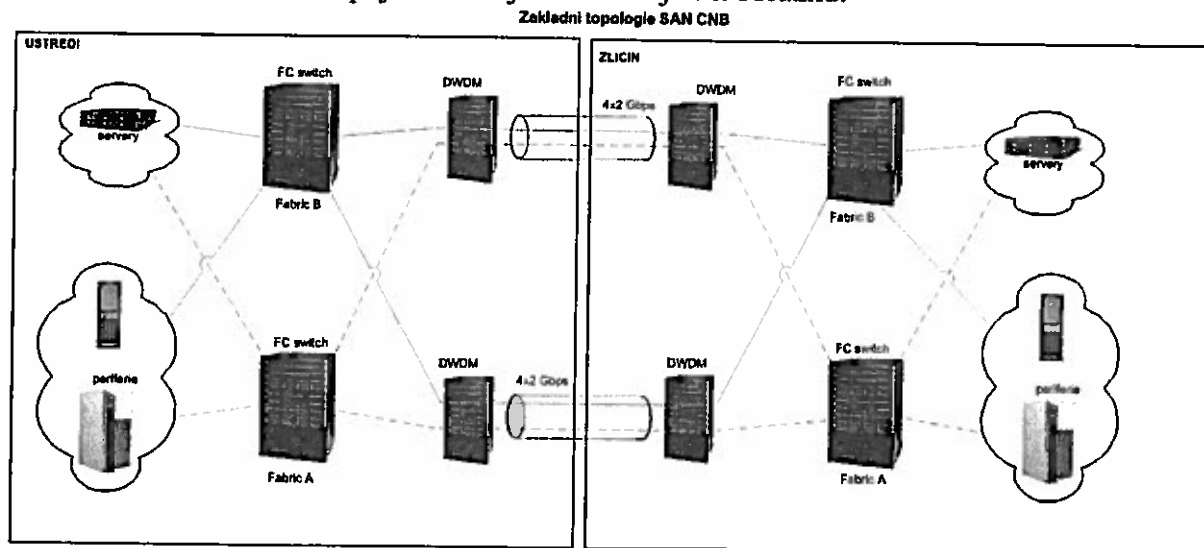 Zakladni topologie SAN CNB
USTREDI
ZLICIN
FC switch
DWDM
4x2 Gbps
DWDM
FC switch
servery
servery
Fabric B
Fabric B
FC switch
DWDM
DWDM
FC switch
periferie
4x2 Gbps
periferie
Fabric A
Fabric A